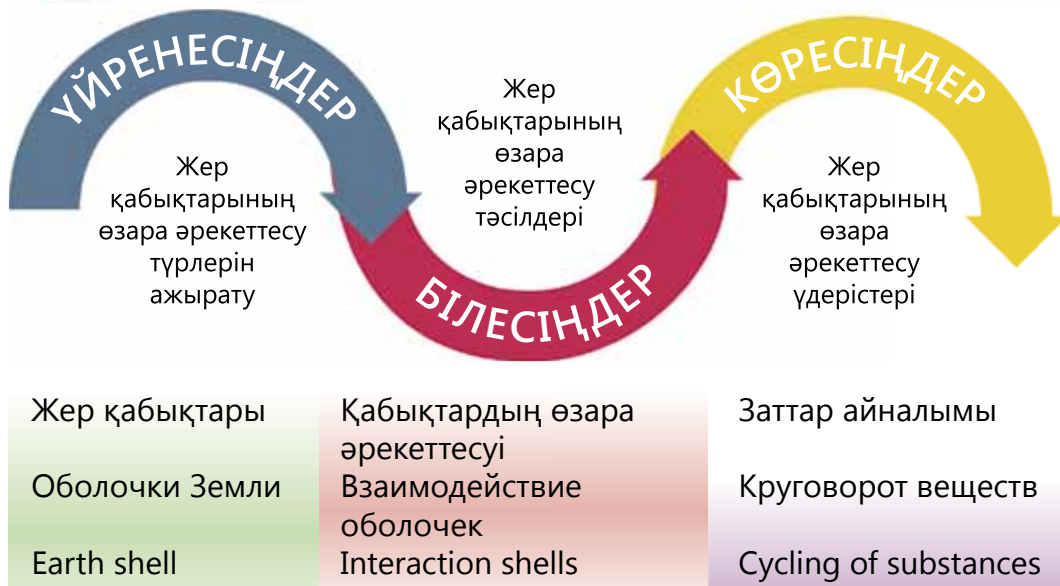 ҮЙРЕНЕСІҢДЕР
Жер
қабықтарының
өзара әрекеттесу
түрлерін
ажырату
БІЛЕСІҢДЕР
Жер
қабықтарының
өзара
әрекеттесу
тәсілдері
КӨРЕСІҢДЕР
Жер
қабықтарының
өзара
әрекеттесу
үдерістері
Жер қабықтары
Оболочки Земли
Earth shell
Қабықтардың өзара
әрекеттесуі
Взаимодействие
оболочек
Interaction shells
Заттар айналымы
Круговорот веществ
Cycling of substances